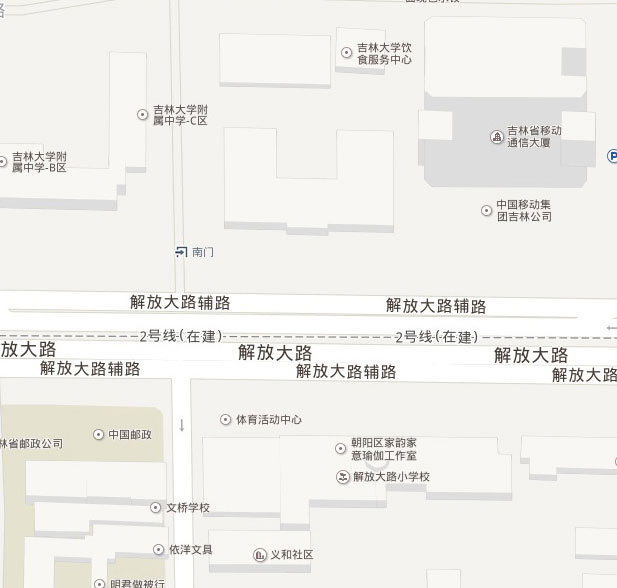 路
吉林大学饮
食服务中心
吉林大学附
属中学-C区
吉林省移动
通信大厦
吉林大学附
属中学-B区
P
中国移动集
团吉林公司
南门
解放大路辅路
解放大路辅路
2号线(在建)
2号线(在建)
放大路
解放大路
解放大路
解放大路辅路
解放大路辅路
解放大路
体育活动中心
中国邮政
林省邮政公司
朝阳区家韵家
意瑜伽工作室
解放大路小学校
文桥学校
依洋文具
义和社区
明君做被行